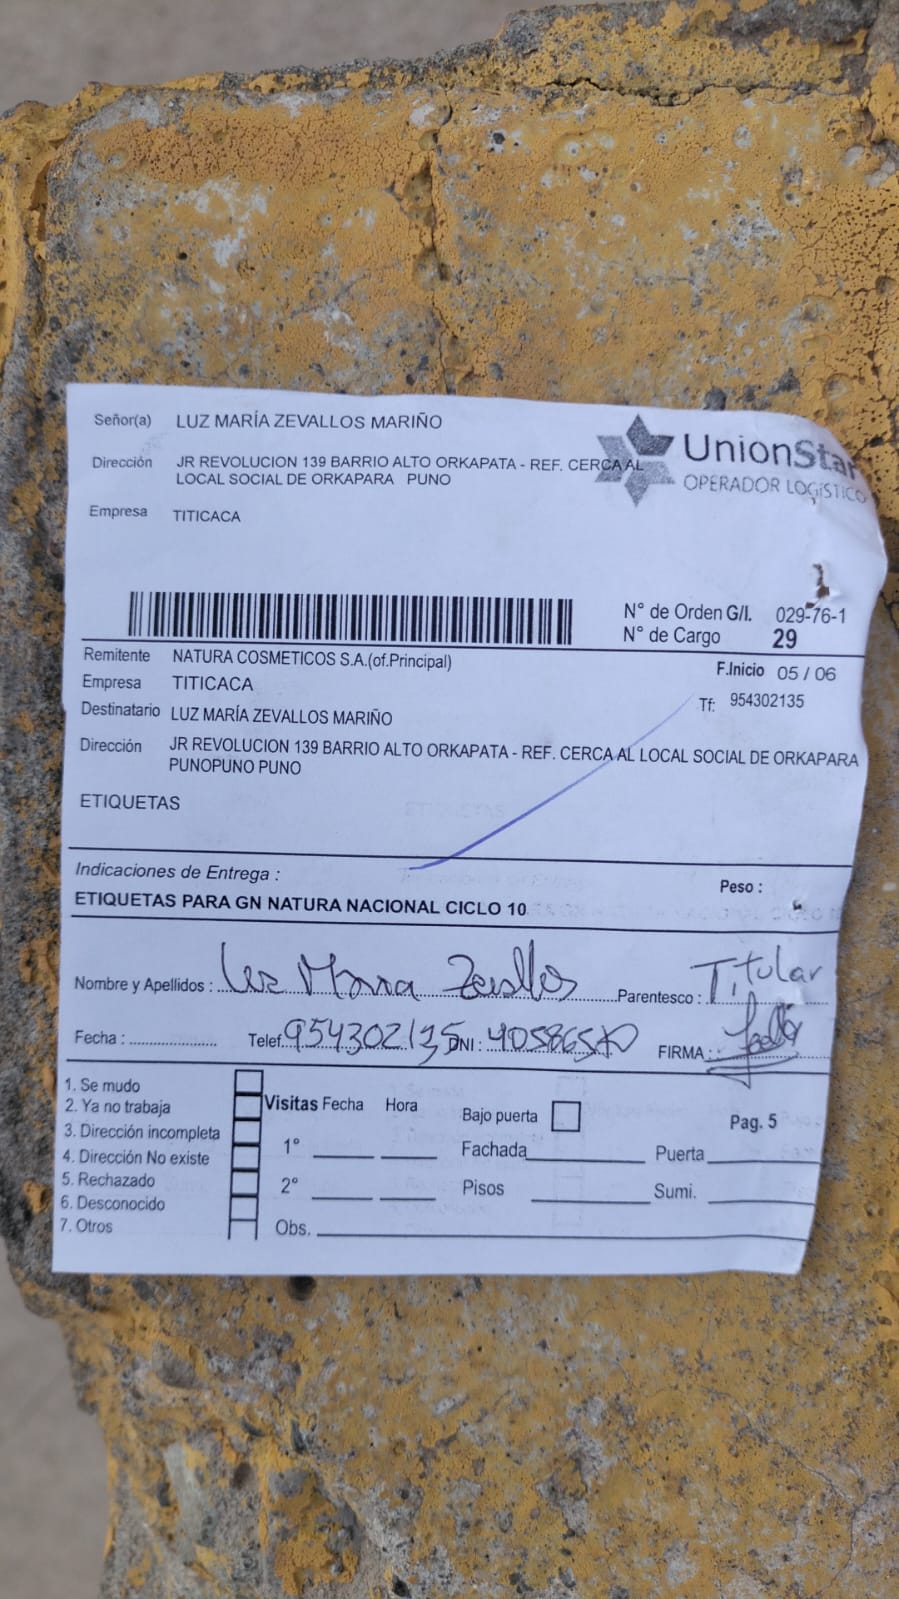 Señor(a) LUZ MARÍA ZEVALLOS MARIÑO
UnionStar
OPERADOR LOGÍSTICO
Dirección JR REVOLUCION 139 BARRIO ALTO ORKAPATA - REF. CERCA AL
LOCAL SOCIAL DE ORKAPARA PUNO
Empresa TITICACA
N° de Orden G/I. 029-76-1
N° de Cargo 29
Remitente NATURA COSMETICOS S.A.(of.Principal)
F.Inicio 05 / 06
Empresa TITICACA
Tf: 954302135
Destinatario LUZ MARÍA ZEVALLOS MARIÑO
Dirección JR REVOLUCION 139 BARRIO ALTO ORKAPATA - REF. CERCA AL LOCAL SOCIAL DE ORKAPARA
PUNOPUNO PUNO
ETIQUETAS
Indicaciones de Entrega :
Peso :
ETIQUETAS PARA GN NATURA NACIONAL CICLO 10
Nombre y Apellidos : Luz Maria Zevallos Parentesco : Titular
Fecha : Telef. 954302135 DNI : FIRMA :
1. Se mudo
2. Ya no trabaja
3. Dirección incompleta
4. Dirección No existe
5. Rechazado
6. Desconocido
7. Otros
Visitas Fecha Hora
1°
2°
Obs.
Bajo puerta
Pag. 5
Fachada Puerta
Pisos Sumi.